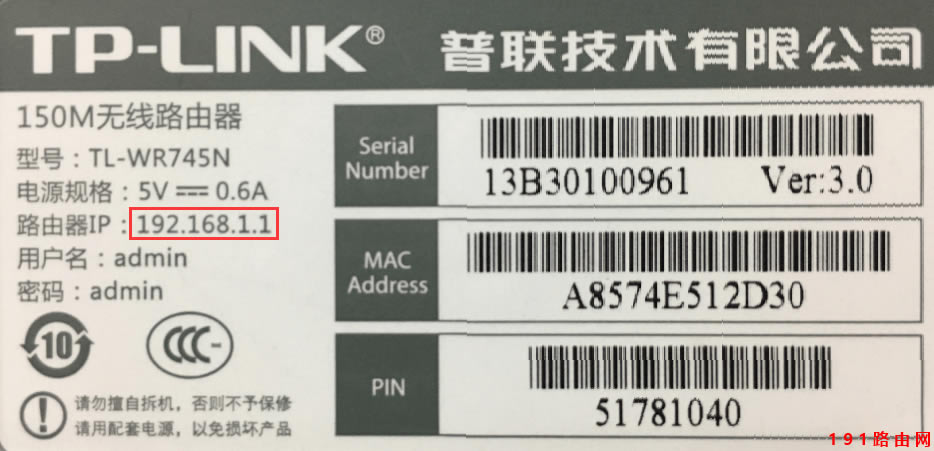 TP-LINK® 普联技术有限公司
150M无线路由器
型号：TL-WR745N
电源规格：5V ⎓ 0.6A
路由器IP：192.168.1.1
用户名：admin
密码：admin
10
CCC
请勿擅自拆机，否则不予保修
请用配套电源，以免损坏产品
Serial
Number
13B30100961 Ver:3.0
MAC
Address
A8574E512D30
PIN
51781040
191路由网